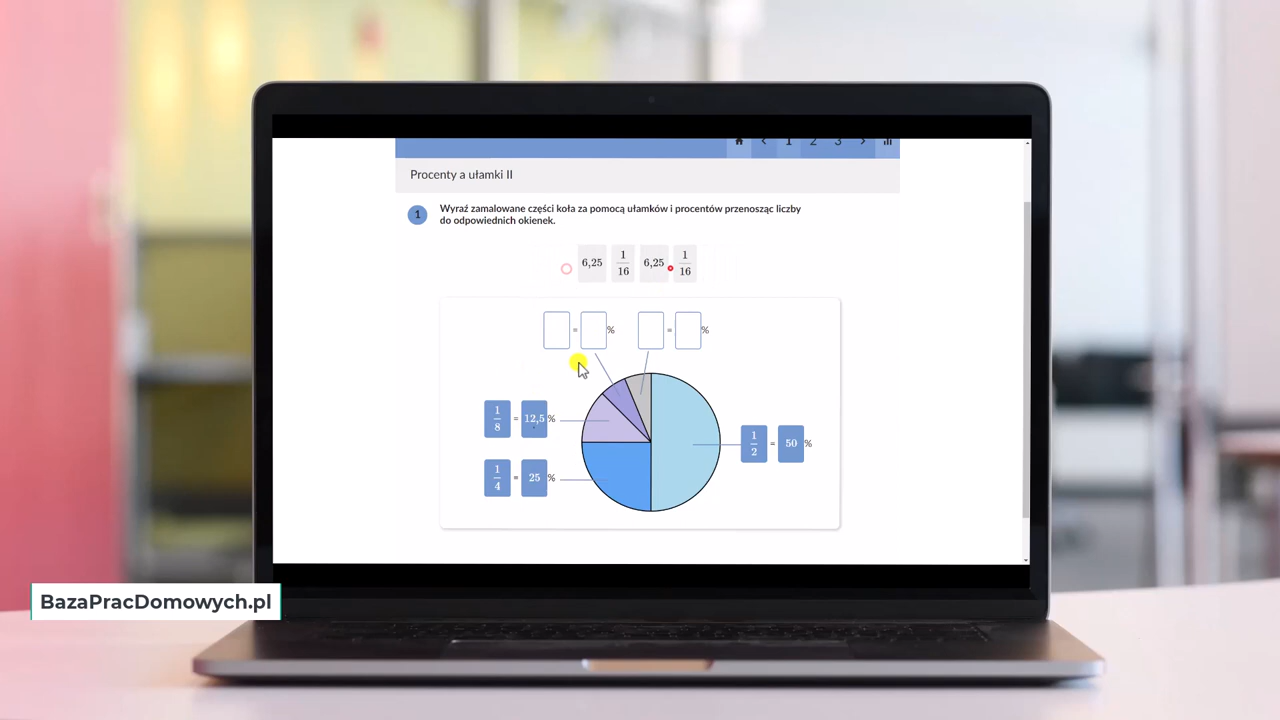 1 2 3
Procenty a ułamki II
1 Wyraź zamalowane części koła za pomocą ułamków i procentów przenosząc liczby
do odpowiednich okienek.
6,25 1/16 6,25 1/16
= % = %
1/8 = 12,5 %
1/2 = 50 %
1/4 = 25 %
BazaPracDomowych.pl